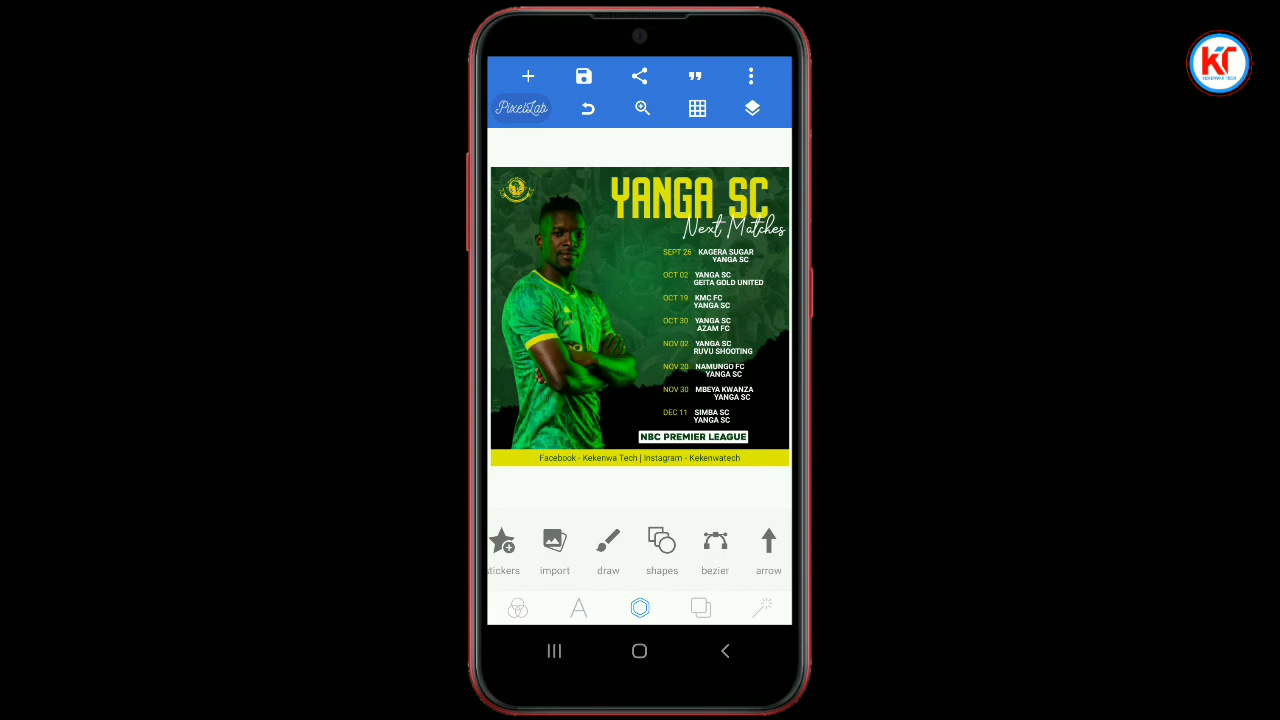 KT
KEKENWA TECH
PixelLab
YANGA SC
Next Matches
SEPT 26 KAGERA SUGAR
YANGA SC
OCT 02 YANGA SC
GEITA GOLD UNITED
OCT 19 KMC FC
YANGA SC
OCT 30 YANGA SC
AZAM FC
NOV 02 YANGA SC
RUVU SHOOTING
NOV 20 NAMUNGO FC
YANGA SC
NOV 30 MBEYA KWANZA
YANGA SC
DEC 11 SIMBA SC
YANGA SC
NBC PREMIER LEAGUE
Facebook - Kekenwa Tech | Instagram - Kekenwatech
stickers import draw shapes bezier arrow